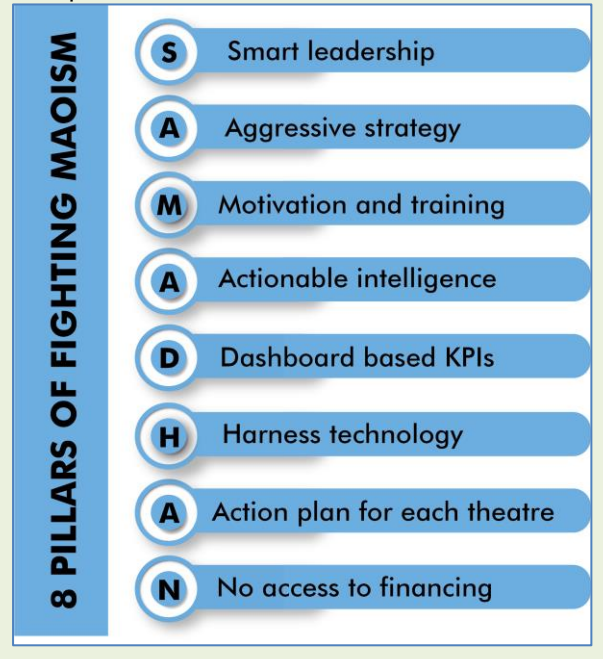 8 PILLARS OF FIGHTING MAOISM
S Smart leadership
A Aggressive strategy
M Motivation and training
A Actionable intelligence
D Dashboard based KPIs
H Harness technology
A Action plan for each theatre
N No access to financing